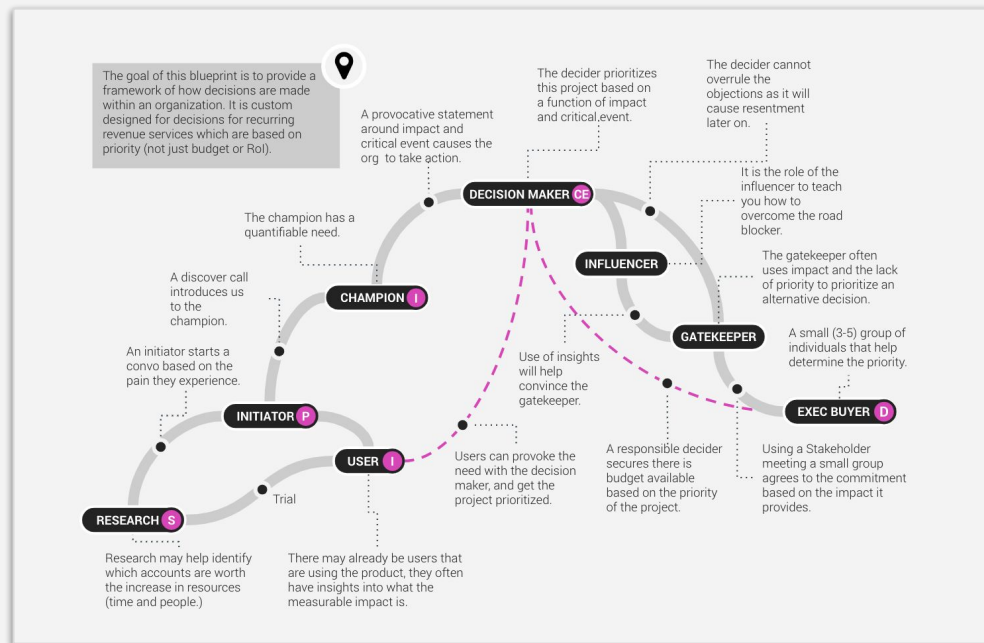 The goal of this blueprint is to provide a
framework of how decisions are made
within an organization. It is custom
designed for decisions for recurring
revenue services which are based on
priority (not just budget or RoI).
A provocative statement
around impact and
critical event causes the
org to take action.
The decider prioritizes
this project based on
a function of impact
and critical event.
The decider cannot
overrule the
objections as it will
cause resentment
later on.
DECISION MAKER CE
It is the role of the
influencer to teach
you how to
overcome the road
blocker.
The champion has a
quantifiable need.
INFLUENCER
The gatekeeper often
uses impact and the lack
of priority to prioritize an
alternative decision.
A discover call
introduces us
to the
champion.
CHAMPION I
GATEKEEPER
A small (3-5) group of
individuals that help
determine the priority.
An initiator starts a
convo based on the
pain they experience.
Use of insights
will help
convince the
gatekeeper.
INITIATOR P
EXEC BUYER D
USER I
Users can provoke the
need with the decision
maker, and get the
project prioritized.
A responsible decider
secures there is
budget available
based on the priority
of the project.
Using a Stakeholder
meeting a small group
agrees to the commitment
based on the impact it
provides.
Trial
RESEARCH S
Research may help identify
which accounts are worth
the increase in resources
(time and people.)
There may already be users that
are using the product, they often
have insights into what the
measurable impact is.